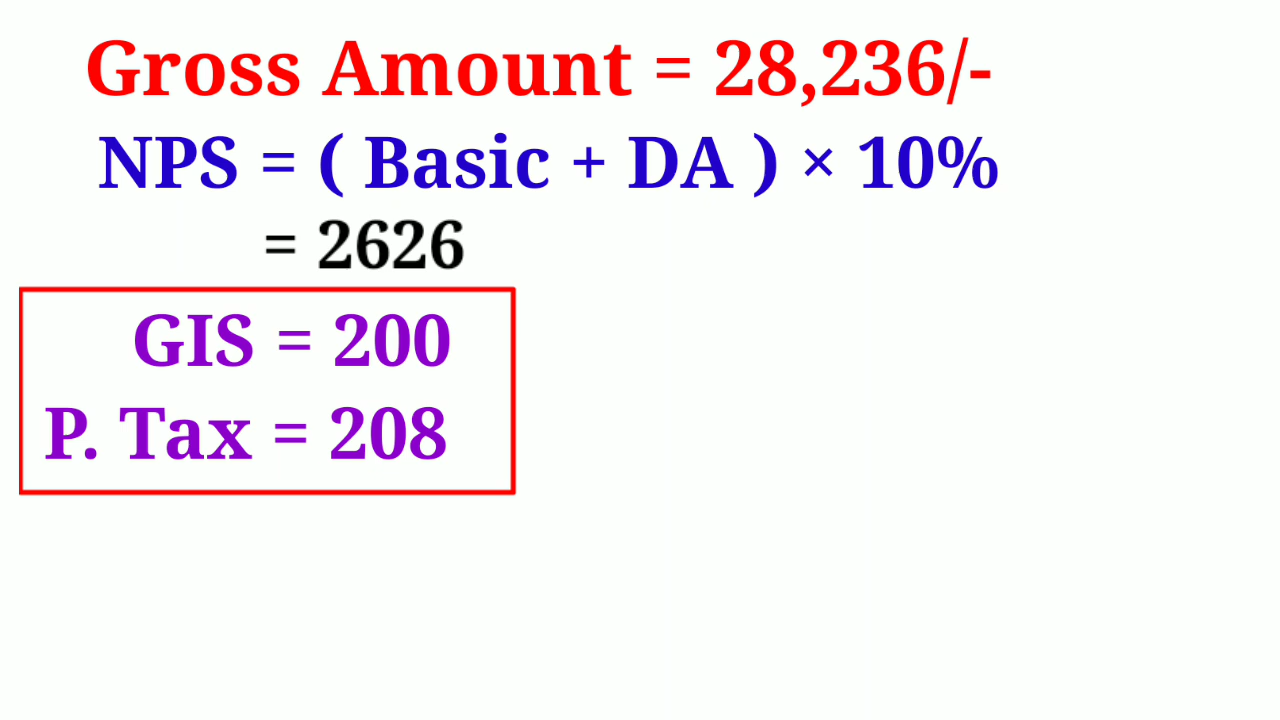 Gross Amount = 28,236/-
NPS = ( Basic + DA ) × 10%
= 2626
GIS = 200
P. Tax = 208